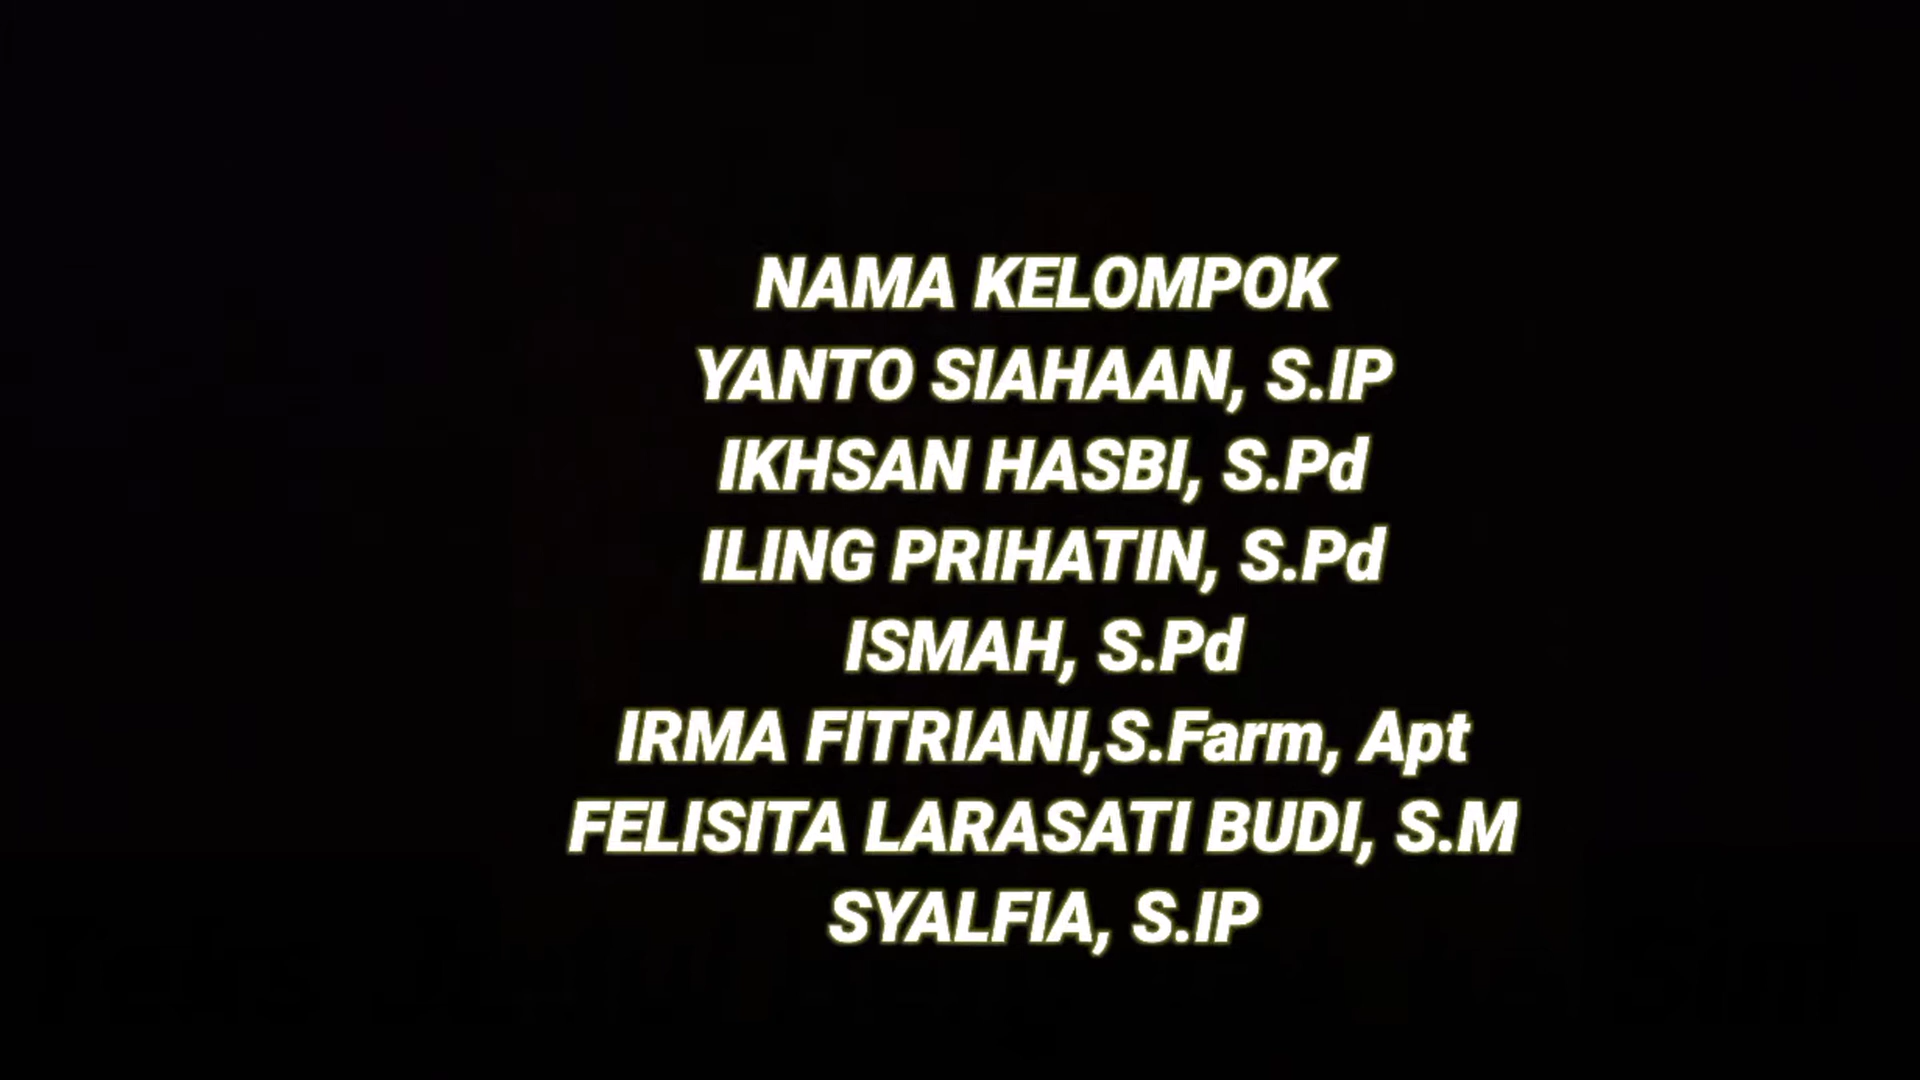 NAMA KELOMPOK
YANTO SIAHAAN, S.IP
IKHSAN HASBI, S.Pd
ILING PRIHATIN, S.Pd
ISMAH, S.Pd
IRMA FITRIANI,S.Farm, Apt
FELISITA LARASATI BUDI, S.M
SYALFIA, S.IP